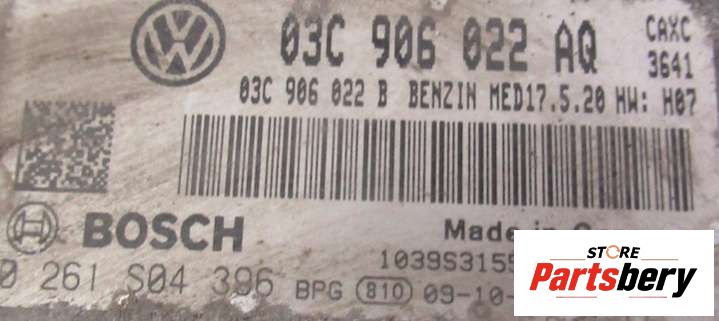 03C 906 022 AQ CAXC
3641
03C 906 022 B BENZIN MED17.5.20 HW: H07
BOSCH Made in
0 261 S04 396 BPG 810 09-10-
STORE
Partsbery